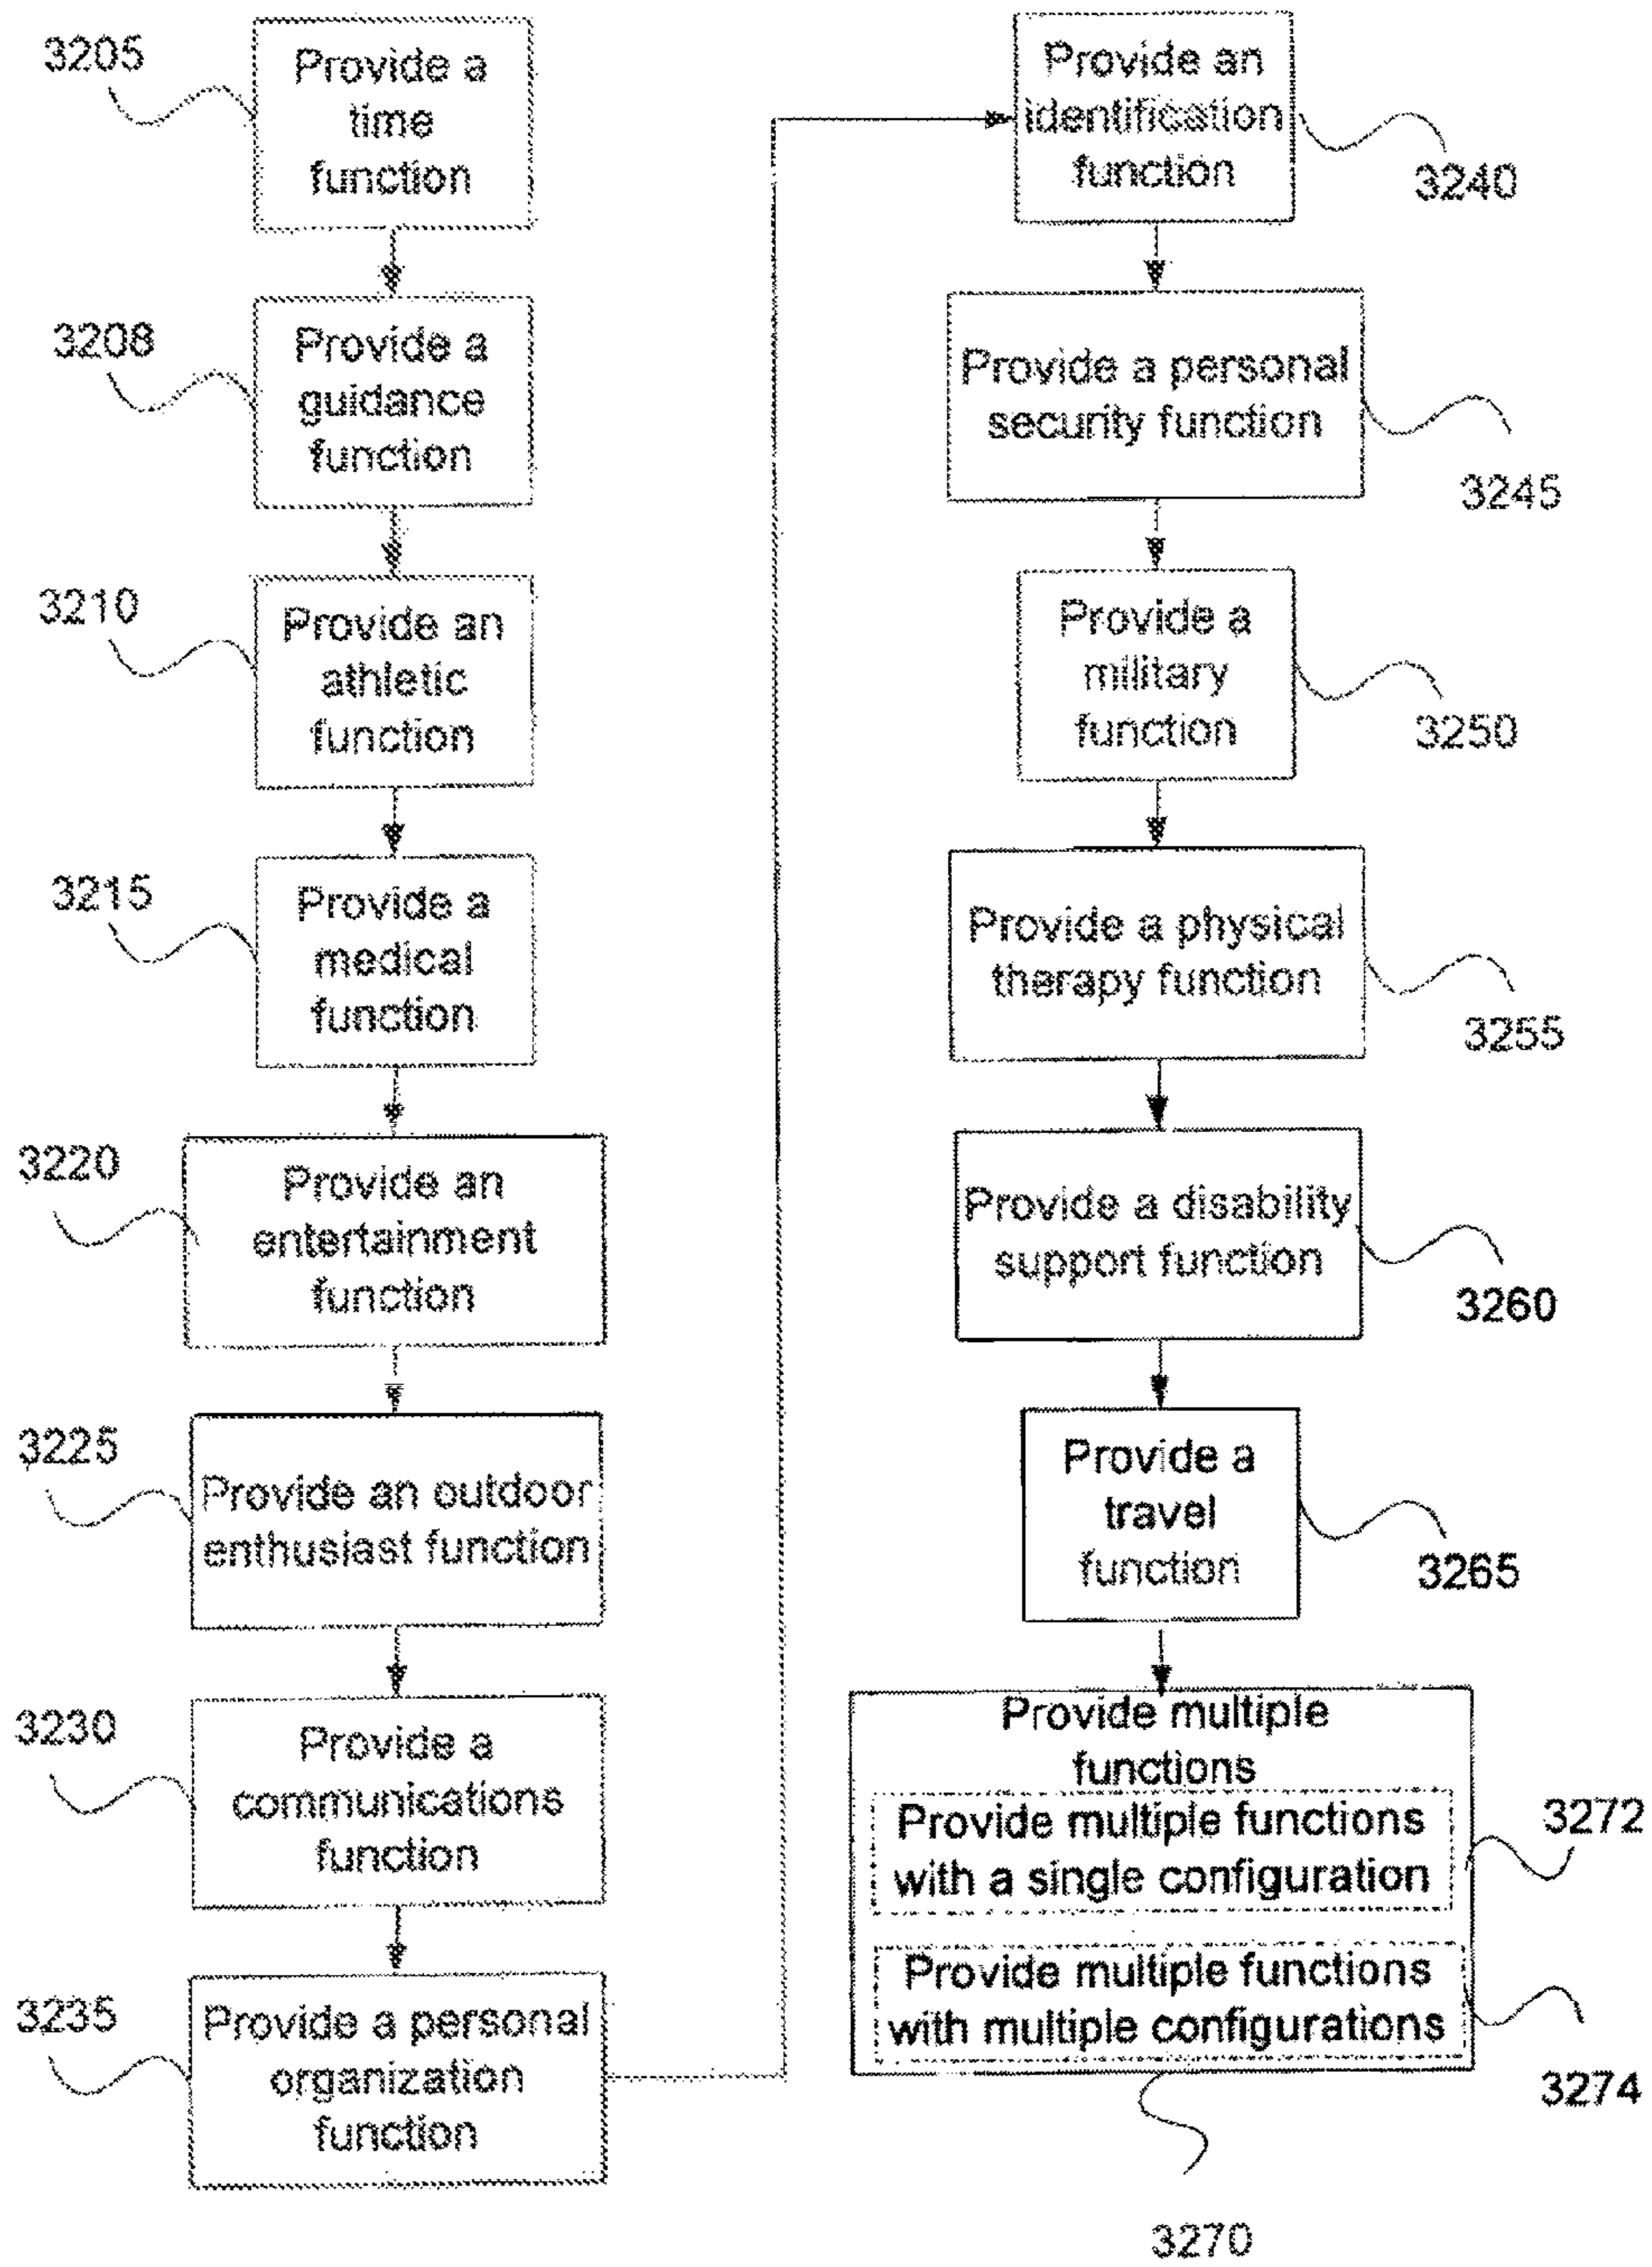 3205
Provide a
time
function
3208
Provide a
guidance
function
3210
Provide an
athletic
function
3215
Provide a
medical
function
3220
Provide an
entertainment
function
3225
Provide an outdoor
enthusiast function
3230
Provide a
communications
function
3235
Provide a personal
organization
function
Provide an
identification
function
3240
Provide a personal
security function
3245
Provide a
military
function
3250
Provide a physical
therapy function
3255
Provide a disability
support function
3260
Provide a
travel
function
3265
Provide multiple
functions
Provide multiple functions
with a single configuration
3272
Provide multiple functions
with multiple configurations
3274
3270